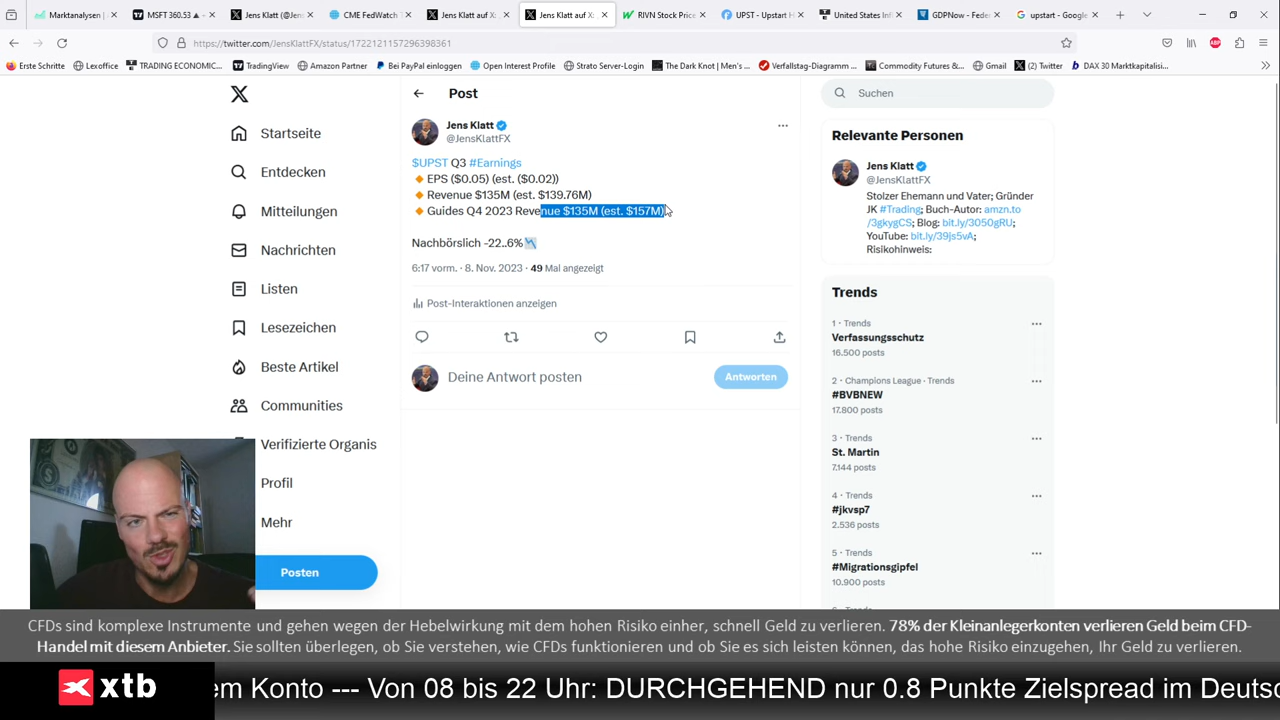 Marktanalysen |
MSFT 360.53 ▲ +
Jens Klatt (@Jens
CME FedWatch T
Jens Klatt auf X:
Jens Klatt auf X:
RIVN Stock Price
UPST - Upstart H
United States Infl
GDPNow - Feder
upstart - Google
https://twitter.com/JensKlattFX/status/1722121157296398361
Erste Schritte
Lexoffice
TRADING ECONOMIC...
TradingView
Amazon Partner
Bei PayPal einloggen
Open Interest Profile
Strato Server-Login
The Dark Knot | Men's ...
Verfallstag-Diagramm ...
Commodity Futures &...
Gmail
(2) Twitter
DAX 30 Marktkapitalisi...
Startseite
Entdecken
Mitteilungen
Nachrichten
Listen
Lesezeichen
Beste Artikel
Communities
Verifizierte Organis
Profil
Mehr
Posten
Post
Jens Klatt
@JensKlattFX
$UPST Q3 #Earnings
🔸EPS ($0.05) (est. ($0.02))
🔸Revenue $135M (est. $139.76M)
🔸Guides Q4 2023 Revenue $135M (est. $157M)
Nachbörslich -22..6%📉
6:17 vorm. · 8. Nov. 2023 · 49 Mal angezeigt
Post-Interaktionen anzeigen
Deine Antwort posten
Antworten
Suchen
Relevante Personen
Jens Klatt
@JensKlattFX
Stolzer Ehemann und Vater; Gründer
JK #Trading; Buch-Autor: amzn.to
/3gkygCS; Blog: bit.ly/3050gRU;
YouTube: bit.ly/39js5vA;
Risikohinweis:
Trends
1 · Trends
Verfassungsschutz
16.500 posts
2 · Champions League · Trends
#BVBNEW
17.800 posts
3 · Trends
St. Martin
7.144 posts
4 · Trends
#jkvsp7
2.536 posts
5 · Trends
#Migrationsgipfel
10.900 posts
CFDs sind komplexe Instrumente und gehen wegen der Hebelwirkung mit dem hohen Risiko einher, schnell Geld zu verlieren. 78% der Kleinanlegerkonten verlieren Geld beim CFD-
Handel mit diesem Anbieter. Sie sollten überlegen, ob Sie verstehen, wie CFDs funktionieren und ob Sie es sich leisten können, das hohe Risiko einzugehen, Ihr Geld zu verlieren.
xtb
em Konto --- Von 08 bis 22 Uhr: DURCHGEHEND nur 0.8 Punkte Zielspread im Deutsc